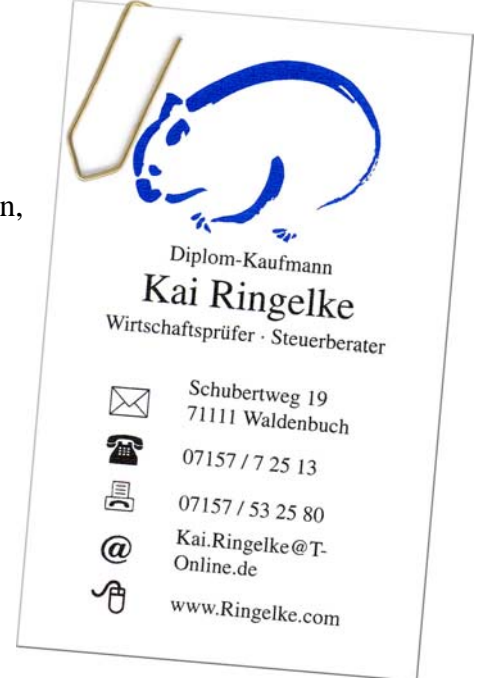 n,
Diplom-Kaufmann
Kai Ringelke
Wirtschaftsprüfer · Steuerberater
Schubertweg 19
71111 Waldenbuch
07157 / 7 25 13
07157 / 53 25 80
@
Kai.Ringelke@T-
Online.de
www.Ringelke.com